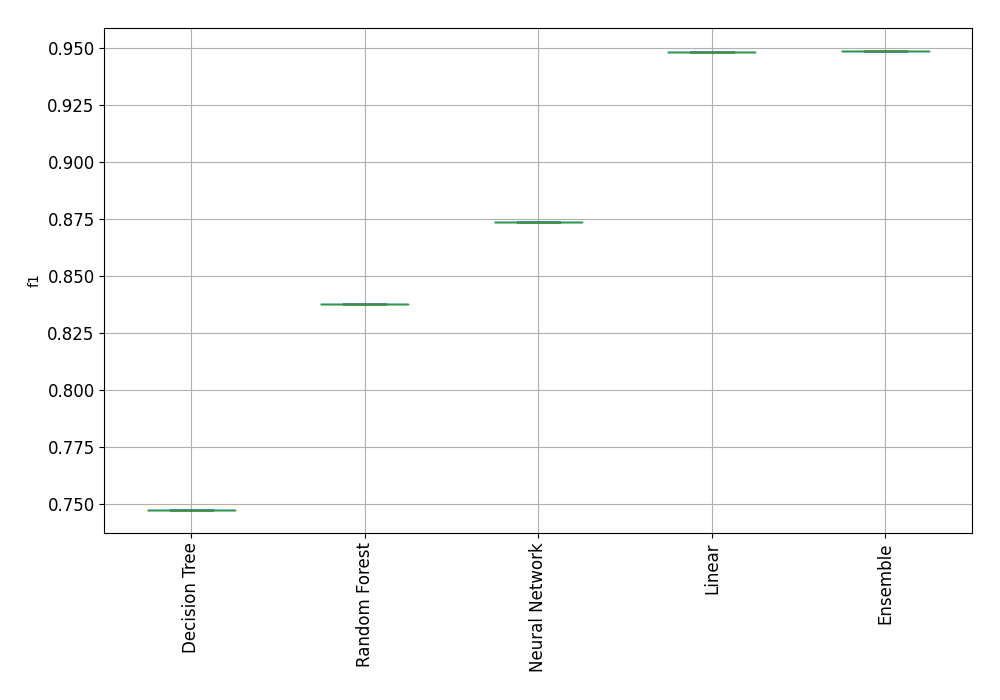 0.950
0.925
0.900
0.875
0.850
0.825
0.800
0.775
0.750
f1
Decision Tree
Random Forest
Neural Network
Linear
Ensemble